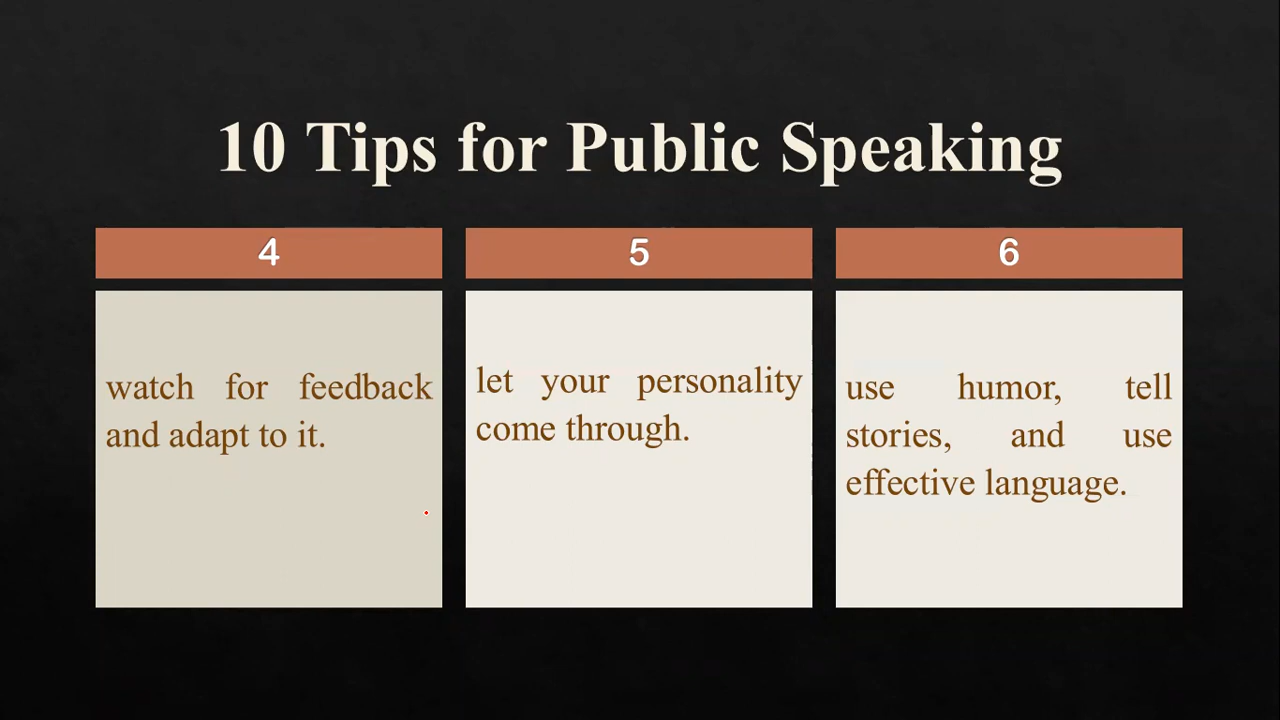 10 Tips for Public Speaking
4
watch for feedback
and adapt to it.
5
let your personality
come through.
6
use humor, tell
stories, and use
effective language.